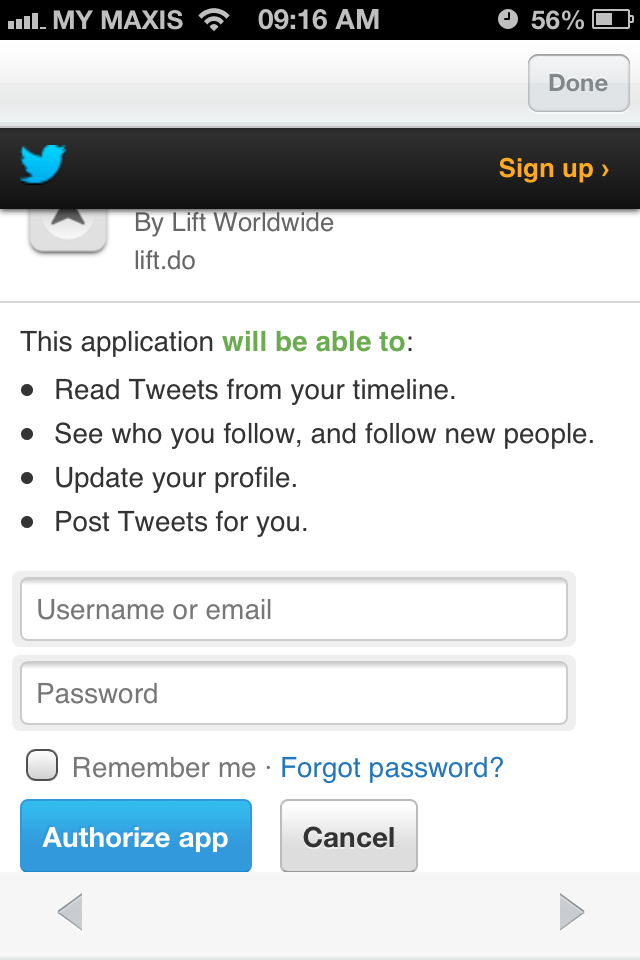 MY MAXIS 09:16 AM 56%
Done
Sign up ›
By Lift Worldwide
lift.do
This application will be able to:
• Read Tweets from your timeline.
• See who you follow, and follow new people.
• Update your profile.
• Post Tweets for you.
Username or email
Password
Remember me · Forgot password?
Authorize app Cancel